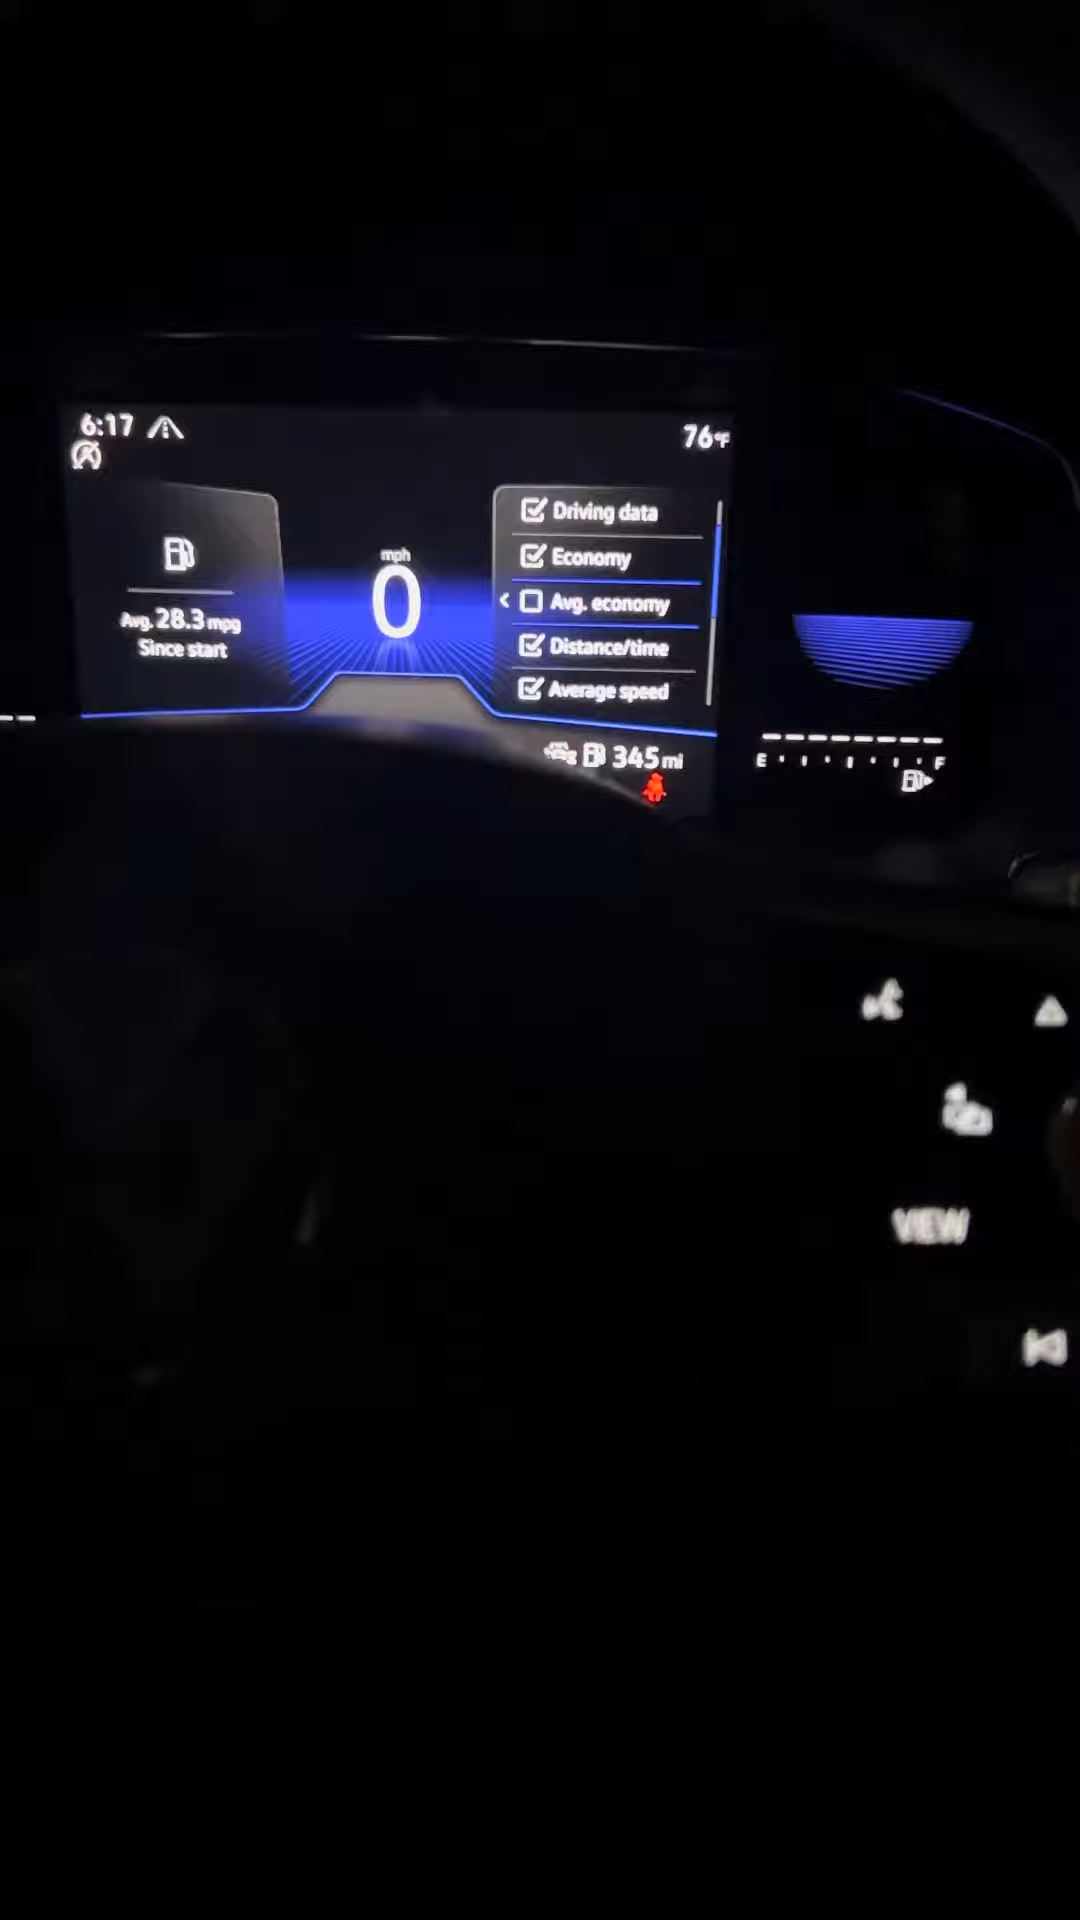 6:17
76°F
Avg. 28.3 mpg
Since start
mph
0
Driving data
Economy
Avg. economy
Distance/time
Average speed
345 mi
E F
VIEW